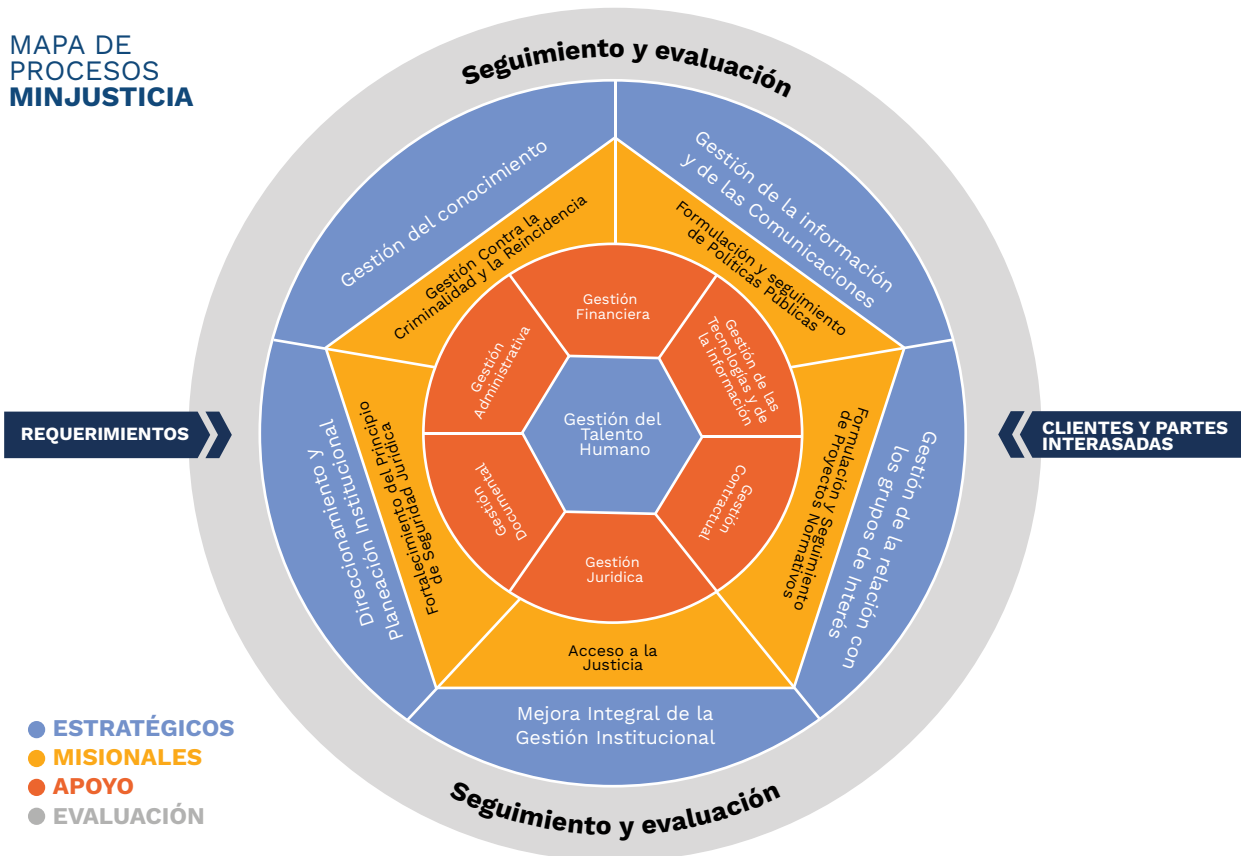 MAPA DE
PROCESOS
MINJUSTICIA
Seguimiento y evaluación
Gestión del conocimiento
Gestión de la información
y de las Comunicaciones
Gestión Contra la
Criminalidad y la Reincidencia
Formulación y seguimiento
de Políticas Públicas
Gestión
Financiera
Gestión
Administrativa
Gestión de las
Tecnologías y de
la Información
Gestión del
Talento
Humano
REQUERIMIENTOS
CLIENTES Y PARTES
INTERASADAS
Direccionamiento y
Planeación Institucional
Fortalecimiento del Principio
de Seguridad Jurídica
Formulación y Seguimiento
de Proyectos Normativos
Gestión de la relación con
los grupos de Interés
Gestión
Documental
Gestión
Contractual
Gestión
Juridica
Acceso a la
Justicia
Mejora Integral de la
Gestión Institucional
Seguimiento y evaluación
ESTRATÉGICOS
MISIONALES
APOYO
EVALUACIÓN